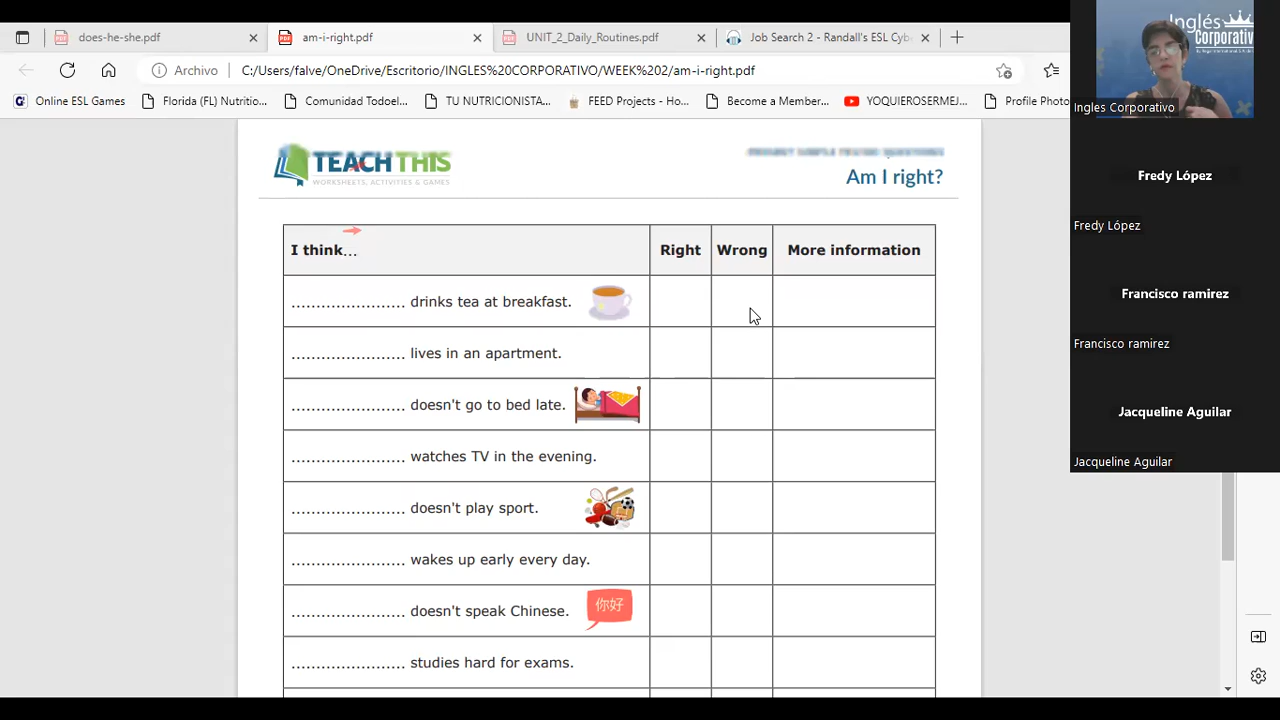 does-he-she.pdf
am-i-right.pdf
UNIT_2_Daily_Routines.pdf
Job Search 2 - Randall's ESL Cyb
Archivo
C:/Users/falve/OneDrive/Escritorio/INGLES%20CORPORATIVO/WEEK%202/am-i-right.pdf
Online ESL Games
Florida (FL) Nutritio...
Comunidad Todoel...
TU NUTRICIONISTA...
FEED Projects - Ho...
Become a Member...
YOQUIEROSERMEJ...
Profile Photo
TEACHTHIS
WORKSHEETS, ACTIVITIES & GAMES
Am I right?
I think...
Right
Wrong
More information
....................... drinks tea at breakfast.
....................... lives in an apartment.
....................... doesn't go to bed late.
....................... watches TV in the evening.
....................... doesn't play sport.
....................... wakes up early every day.
....................... doesn't speak Chinese.
你好
....................... studies hard for exams.
Inglés
Corporativ
Ingles Corporativo
Fredy López
Fredy López
Francisco ramirez
Francisco ramirez
Jacqueline Aguilar
Jacqueline Aguilar